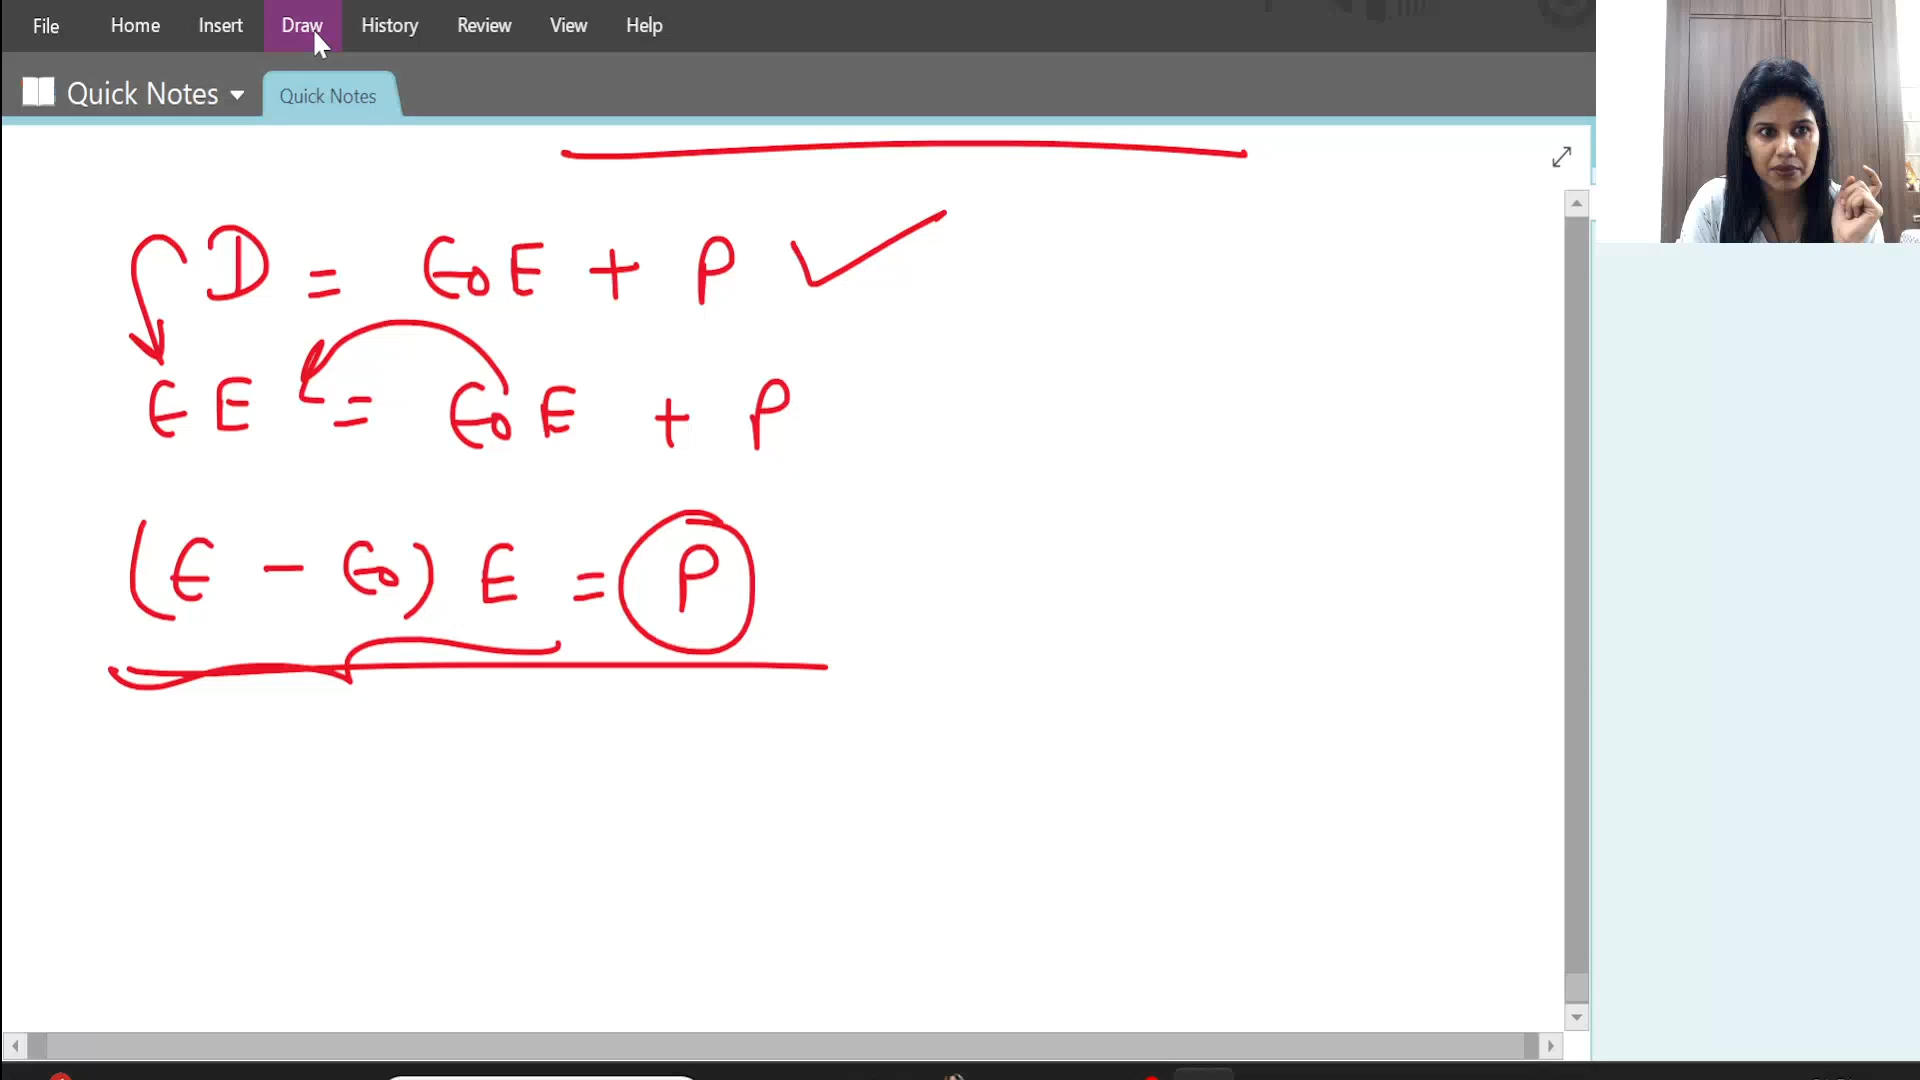 File Home Insert Draw History Review View Help
Quick Notes Quick Notes
D = ϵ₀E + P ✓
ϵE = ϵ₀E + P
(ϵ - ϵ₀) E = P